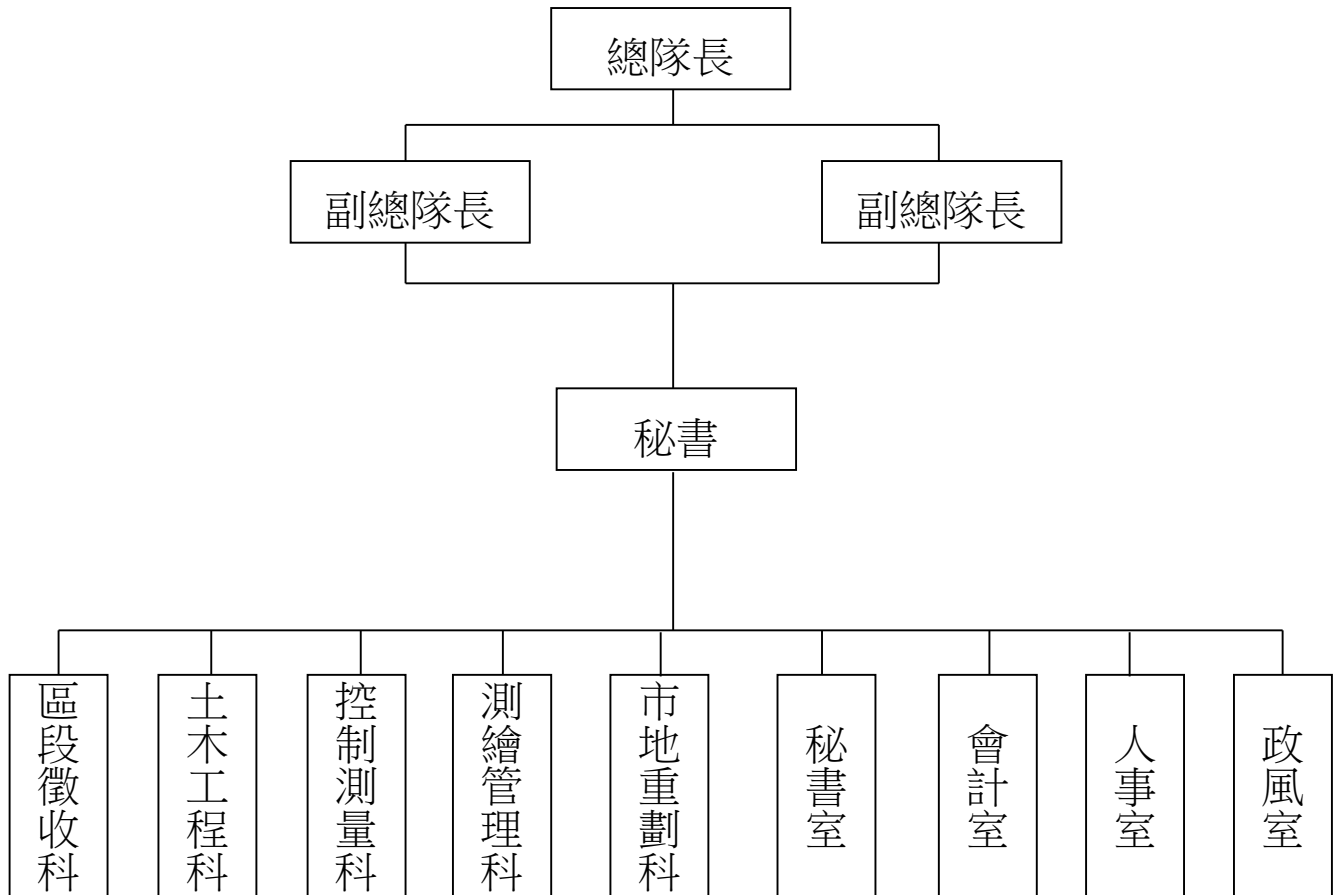 總隊長
副總隊長
副總隊長
秘書
區段徵收科
土木工程科
控制測量科
測繪管理科
市地重劃科
秘書室
會計室
人事室
政風室